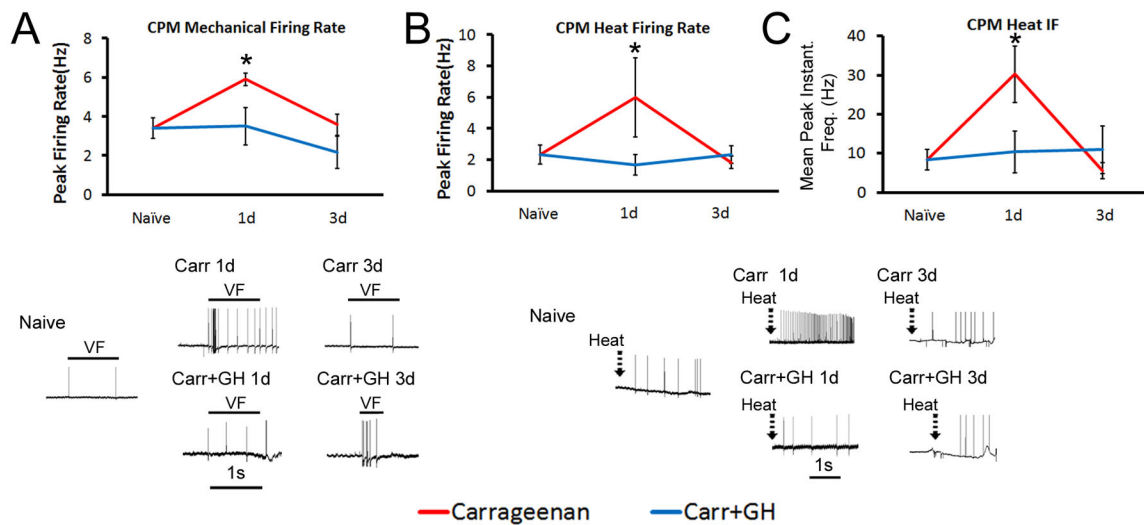 A
CPM Mechanical Firing Rate
Peak Firing Rate(Hz)
8
6
4
2
0
*
Naïve 1d 3d
B
CPM Heat Firing Rate
Peak Firing Rate(Hz)
10
8
6
4
2
0
*
Naïve 1d 3d
C
CPM Heat IF
Mean Peak Instant.
Freq. (Hz)
40
30
20
10
0
*
Naïve 1d 3d
Naive
VF
Carr 1d
VF
Carr 3d
VF
Carr+GH 1d
VF
Carr+GH 3d
VF
1s
Naive
Heat
Carr 1d
Heat
Carr 3d
Heat
Carr+GH 1d
Heat
Carr+GH 3d
Heat
1s
Carrageenan
Carr+GH